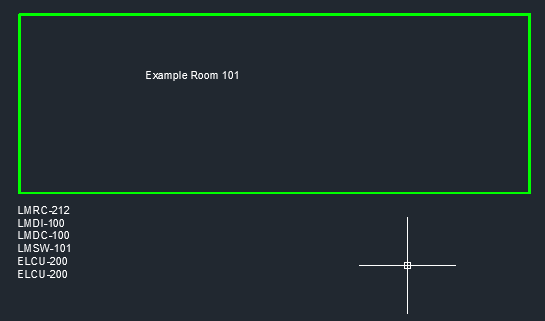 Example Room 101
LMRC-212
LMDI-100
LMDC-100
LMSW-101
ELCU-200
ELCU-200